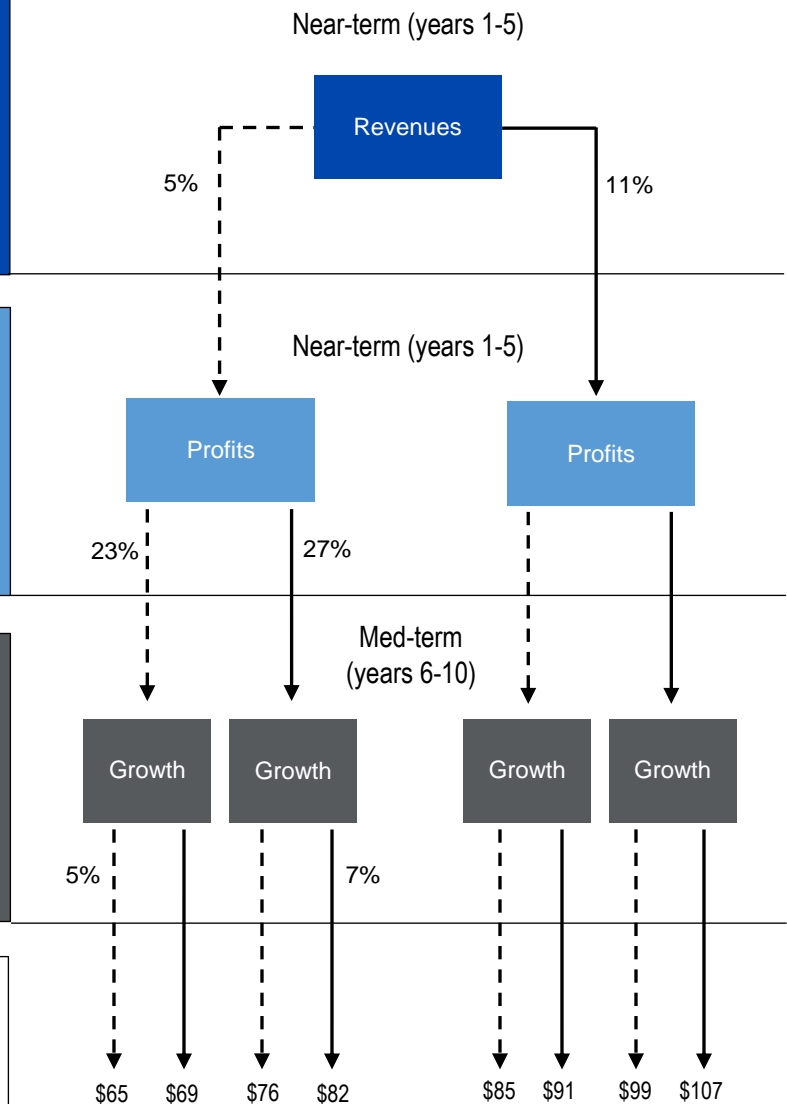 Near-term (years 1-5)
Revenues
5%
11%
Near-term (years 1-5)
Profits
Profits
23%
27%
Med-term
(years 6-10)
Growth
Growth
Growth
Growth
5%
7%
$65
$69
$76
$82
$85
$91
$99
$107